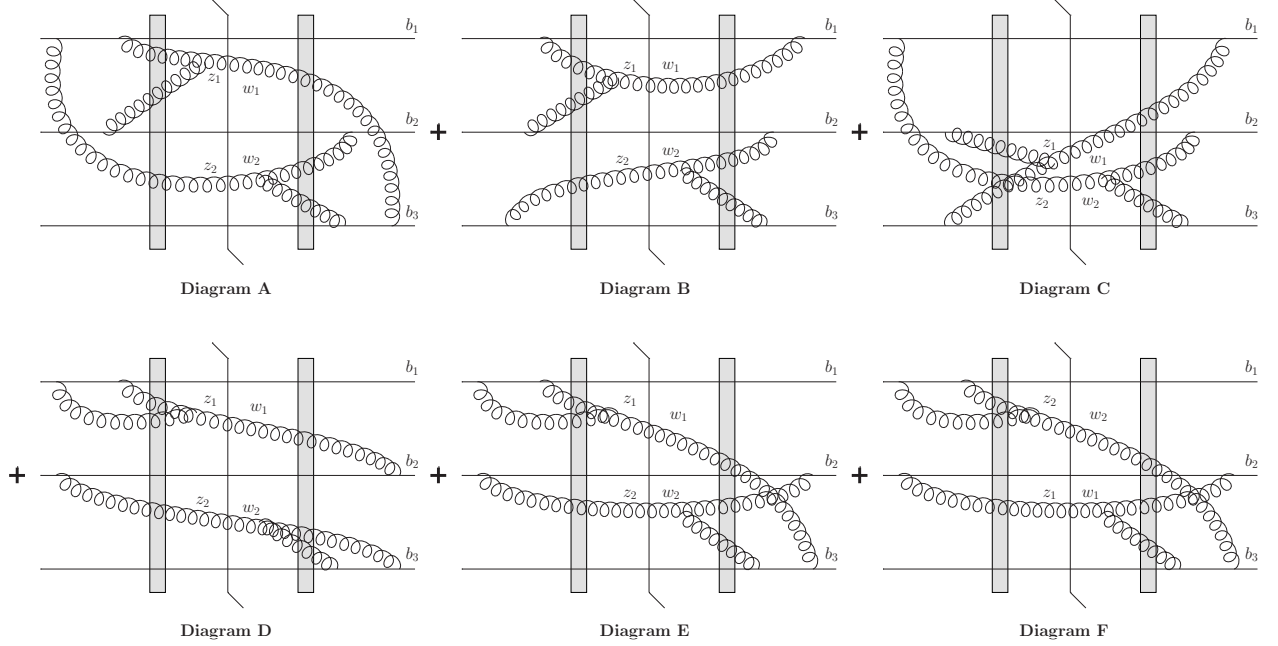 b₁ b₁ b₁
z₁ w₁ z₁ w₁
+ b₂ + b₂ b₂
z₁ w₁
z₂ w₂ z₂ w₂ z₂ w₂
b₃ b₃ b₃
Diagram A Diagram B Diagram C
b₁ b₁ b₁
z₁ w₁ z₁ w₁ z₂ w₂
+ b₂ + b₂ + b₂
z₂ w₂ z₂ w₂ z₁ w₁
b₃ b₃ b₃
Diagram D Diagram E Diagram F